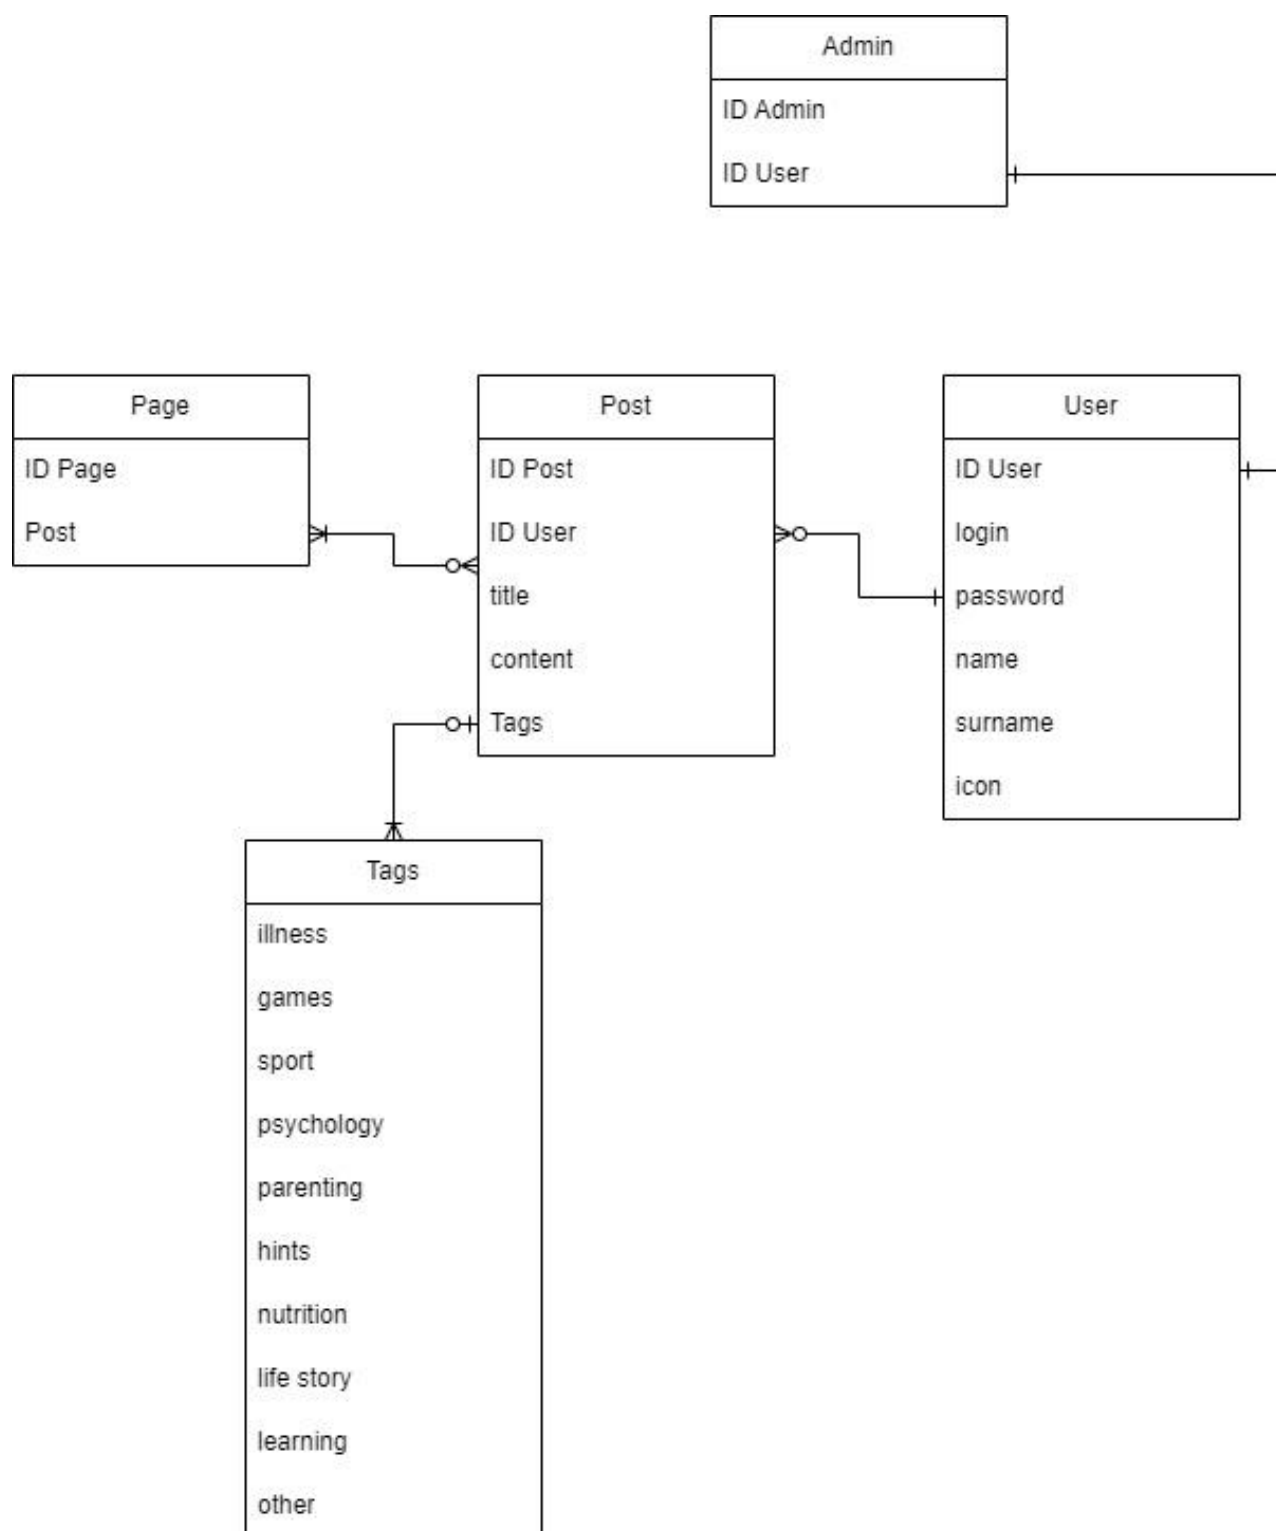 Admin
ID Admin
ID User
Page
ID Page
Post
Post
ID Post
ID User
title
content
Tags
User
ID User
login
password
name
surname
icon
Tags
illness
games
sport
psychology
parenting
hints
nutrition
life story
learning
other